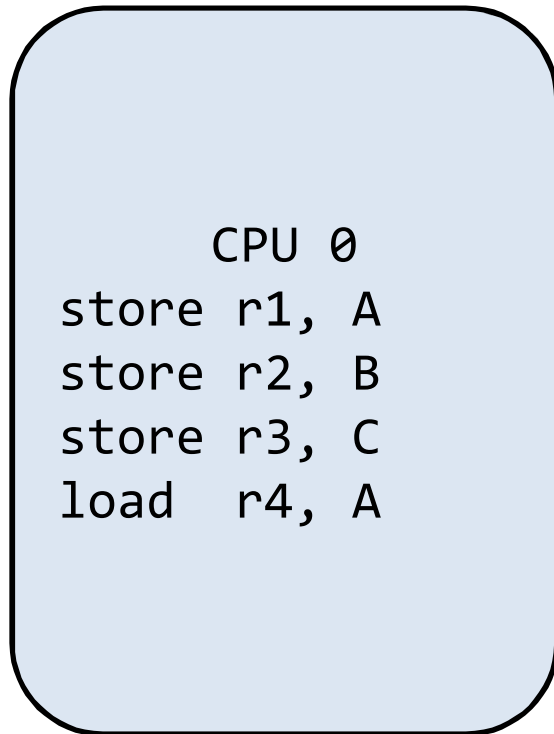 CPU 0
store r1, A
store r2, B
store r3, C
load  r4, A